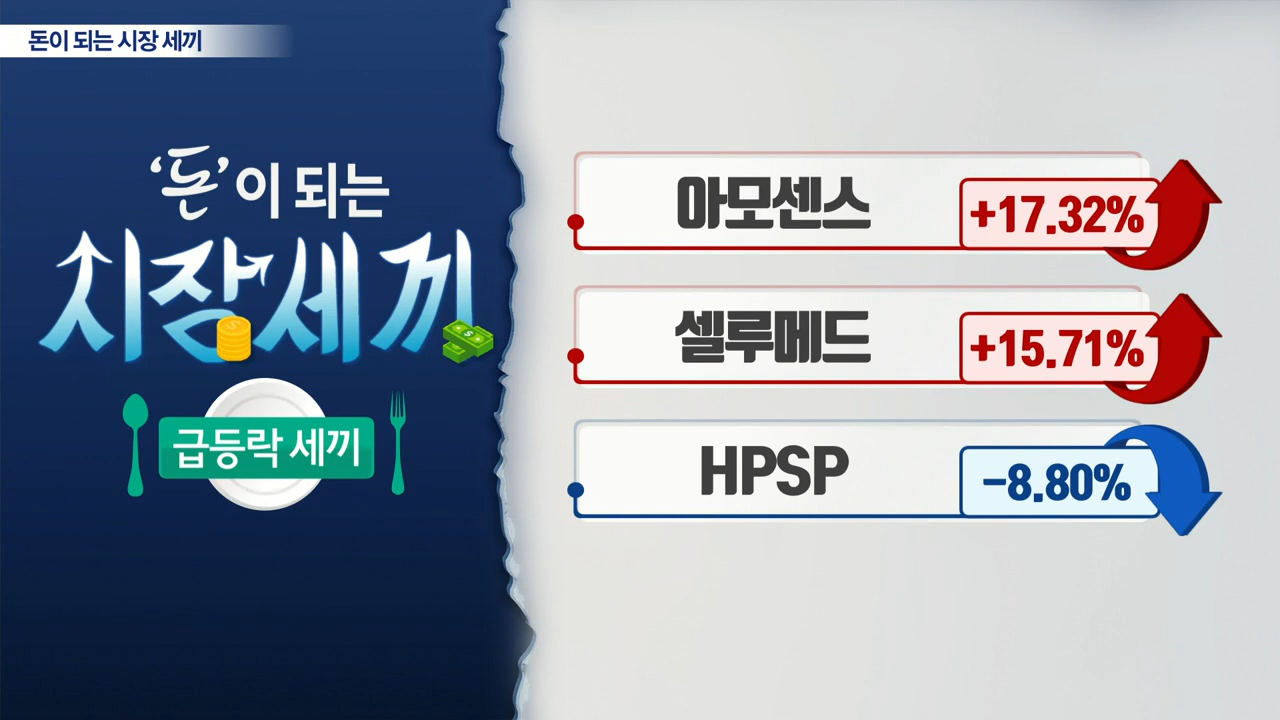 돈이 되는 시장 세끼
'돈'이 되는
시장세끼
급등락 세끼
아모센스
+17.32%
셀루메드
+15.71%
HPSP
-8.80%